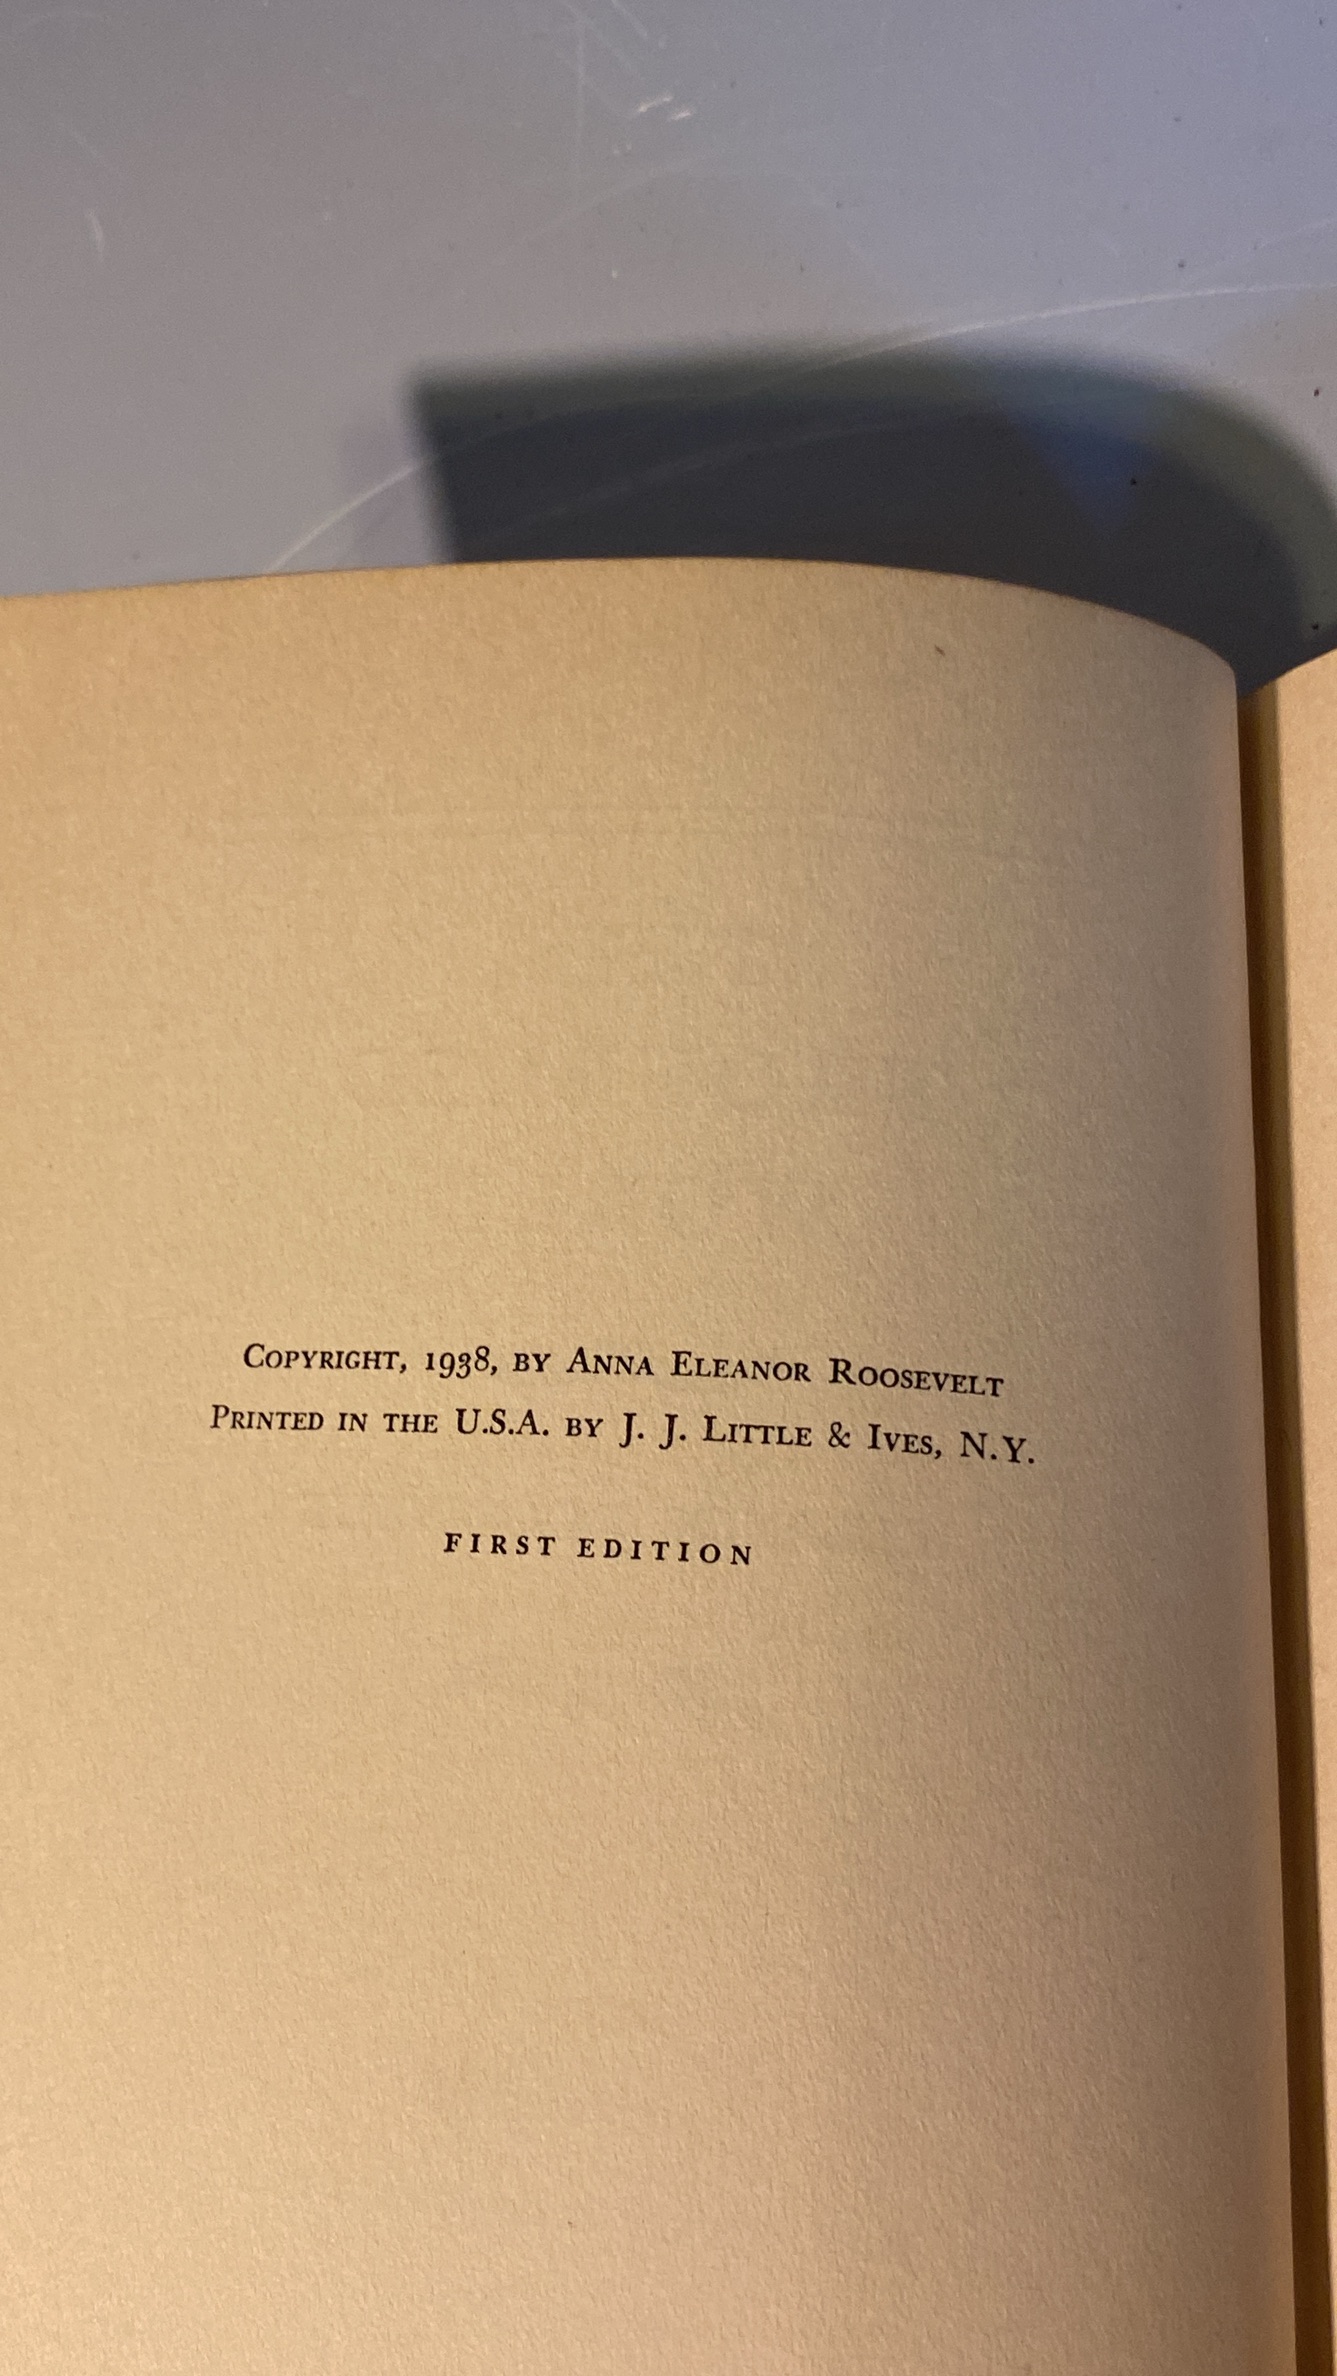 Copyright, 1938, by Anna Eleanor Roosevelt
Printed in the U.S.A. by J. J. Little & Ives, N.Y.
FIRST EDITION